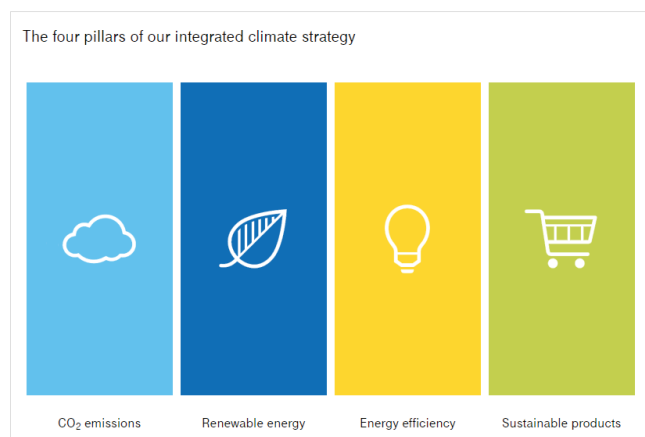 The four pillars of our integrated climate strategy
CO₂ emissions
Renewable energy
Energy efficiency
Sustainable products